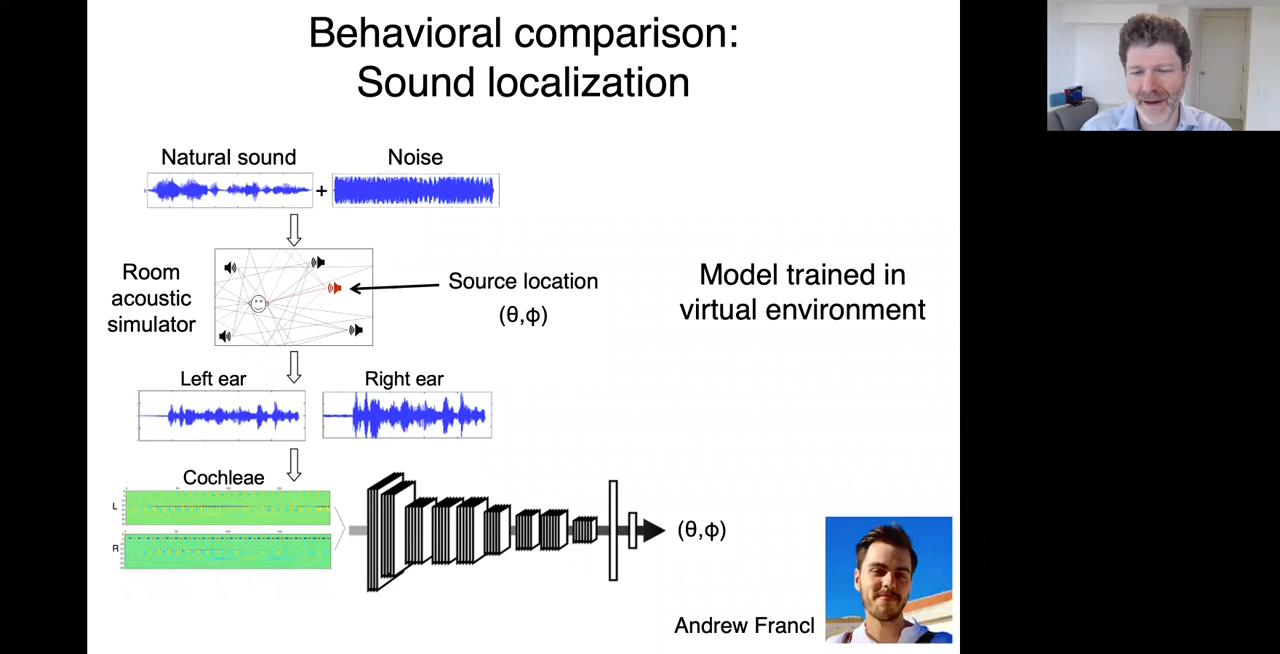 Behavioral comparison:
Sound localization
Natural sound
Noise
+
Room
acoustic
simulator
Source location
(θ,φ)
Model trained in
virtual environment
Left ear
Right ear
Cochleae
L
R
(θ,φ)
Andrew Francl